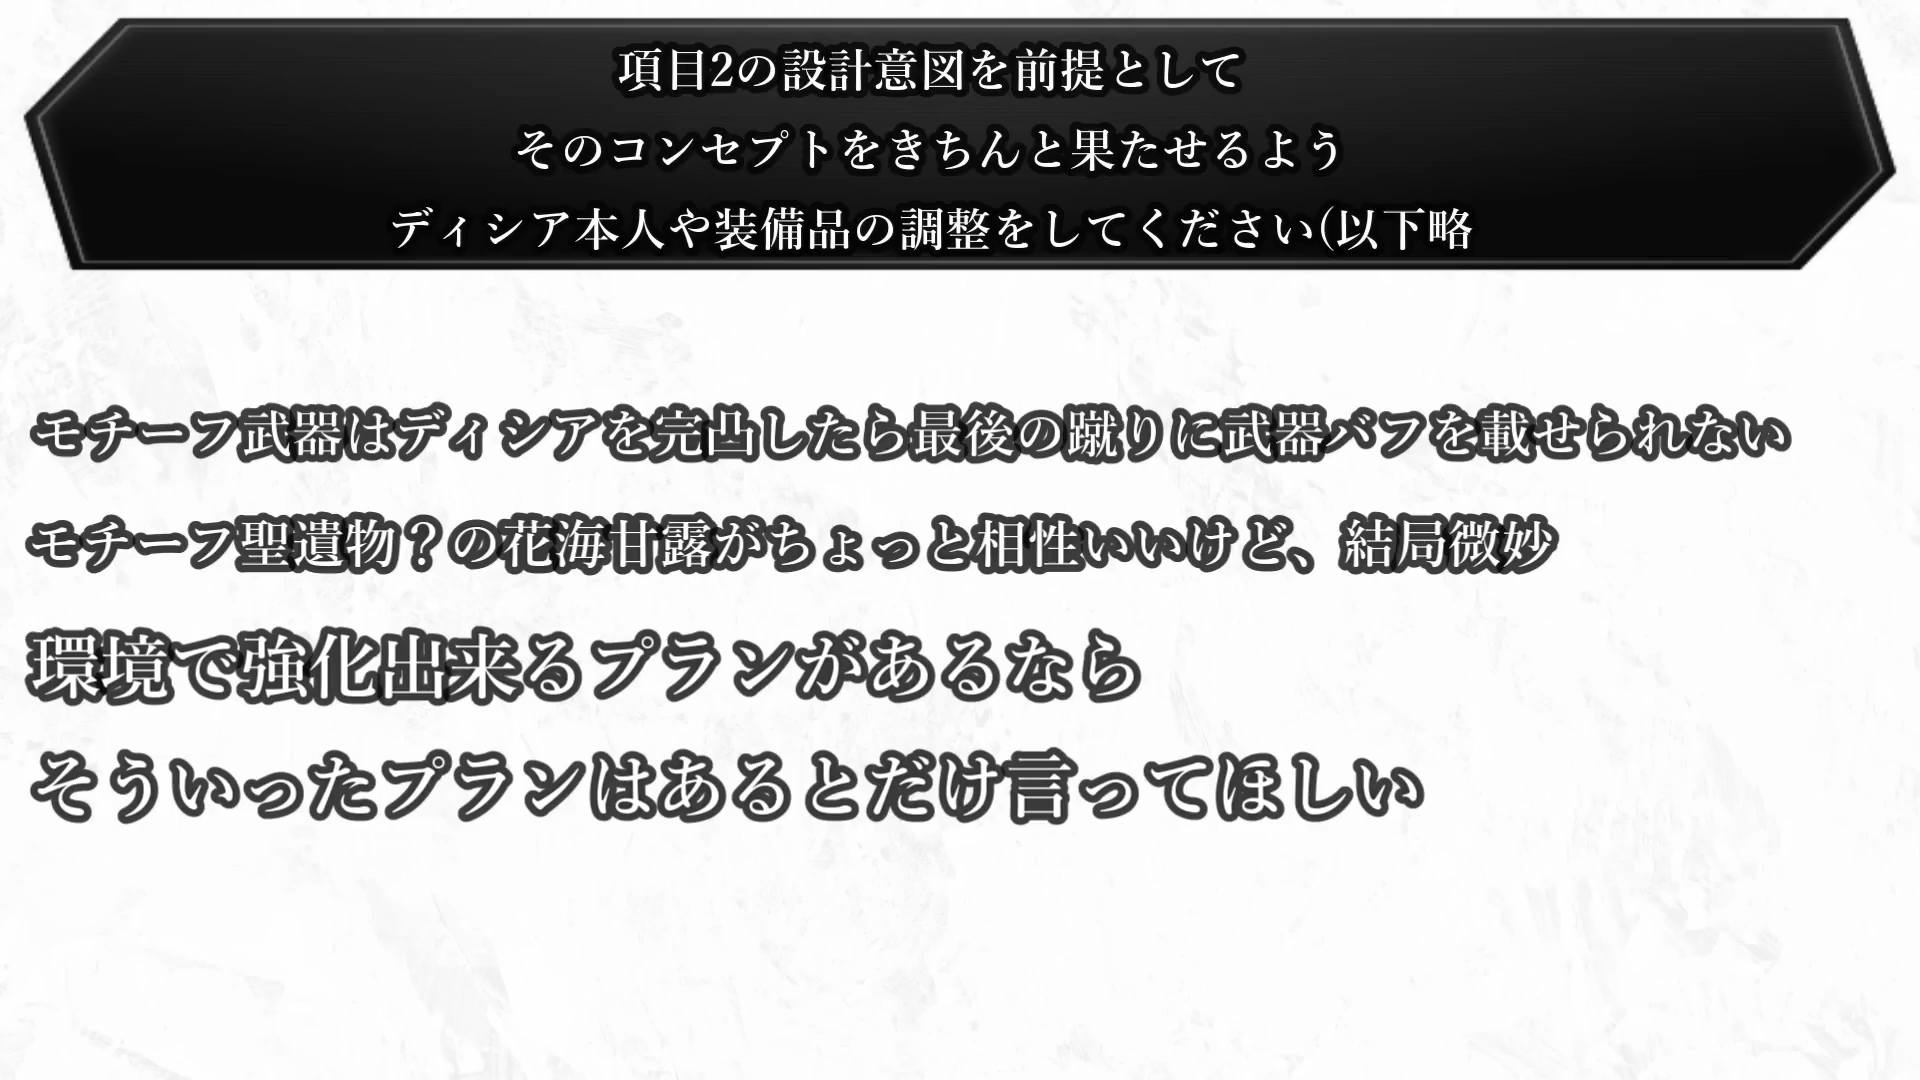 項目2の設計意図を前提として
そのコンセプトをきちんと果たせるよう
ディシア本人や装備品の調整をしてください(以下略
モチーフ武器はディシアを完凸したら最後の蹴りに武器バフを載せられない
モチーフ聖遺物？の花海甘露がちょっと相性いいけど、結局微妙
環境で強化出来るプランがあるなら
そういったプランはあるとだけ言ってほしい